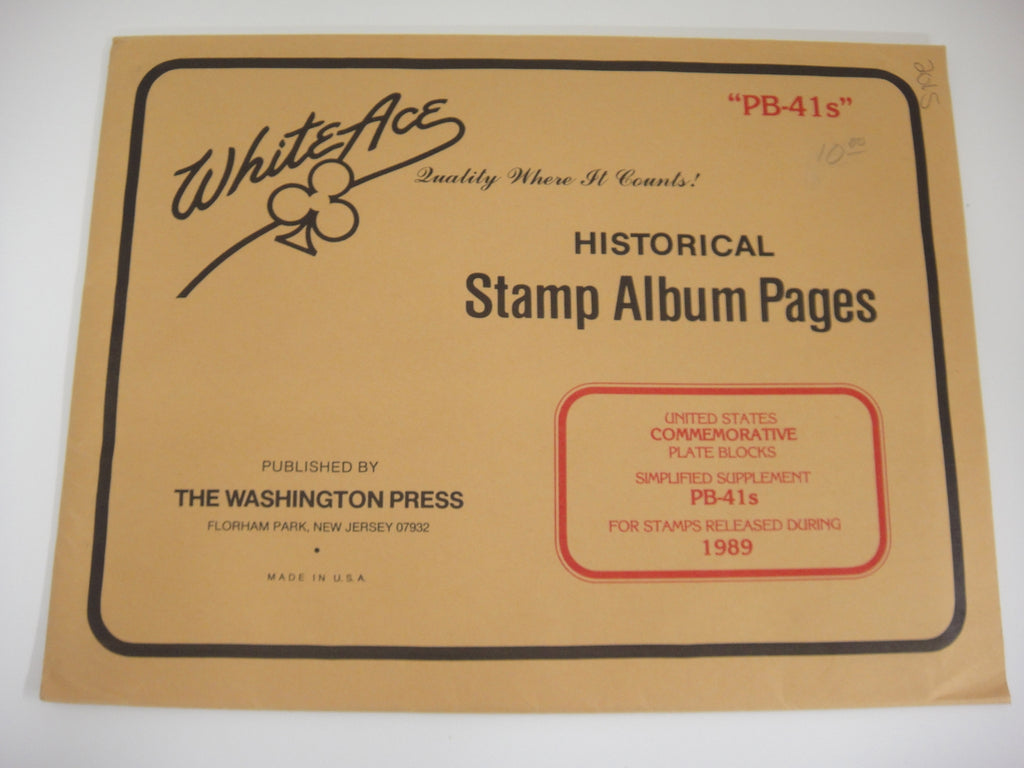 WhiteAce
Quality Where It Counts!
"PB-41s"
10.00
HISTORICAL
Stamp Album Pages
PUBLISHED BY
THE WASHINGTON PRESS
FLORHAM PARK, NEW JERSEY 07932
•
MADE IN U.S.A.
UNITED STATES
COMMEMORATIVE
PLATE BLOCKS
SIMPLIFIED SUPPLEMENT
PB-41s
FOR STAMPS RELEASED DURING
1989